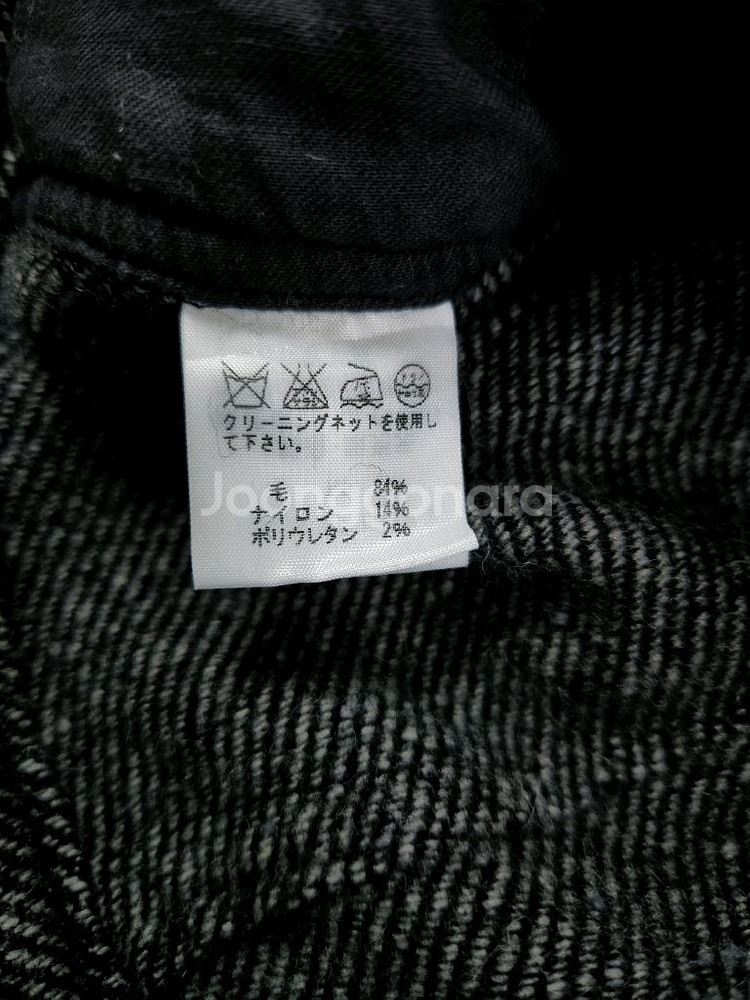 クリーニングネットを使用し
て下さい。
毛 84%
ナイロン 14%
ポリウレタン 2%
Joonggonara